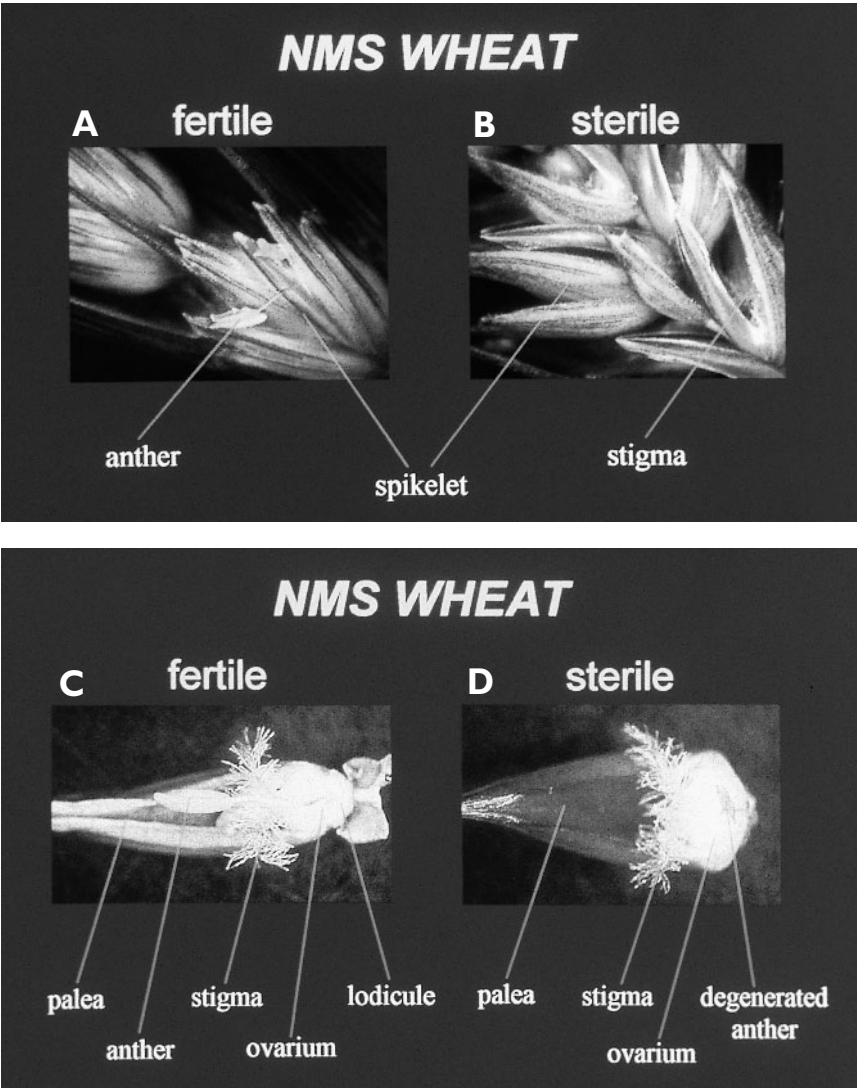 NMS WHEAT
A fertile
B sterile
anther
spikelet
stigma
NMS WHEAT
C fertile
D sterile
palea
anther
stigma
ovarium
lodicule
palea
stigma
ovarium
degenerated
anther